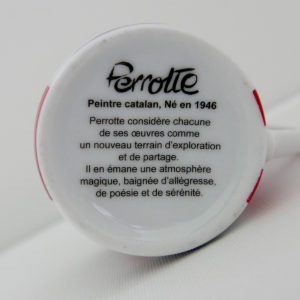 Perrotte
Peintre catalan, Né en 1946
Perrotte considère chacune
de ses œuvres comme
un nouveau terrain d'exploration
et de partage.
Il en émane une atmosphère
magique, baignée d'allégresse,
de poésie et de sérénité.